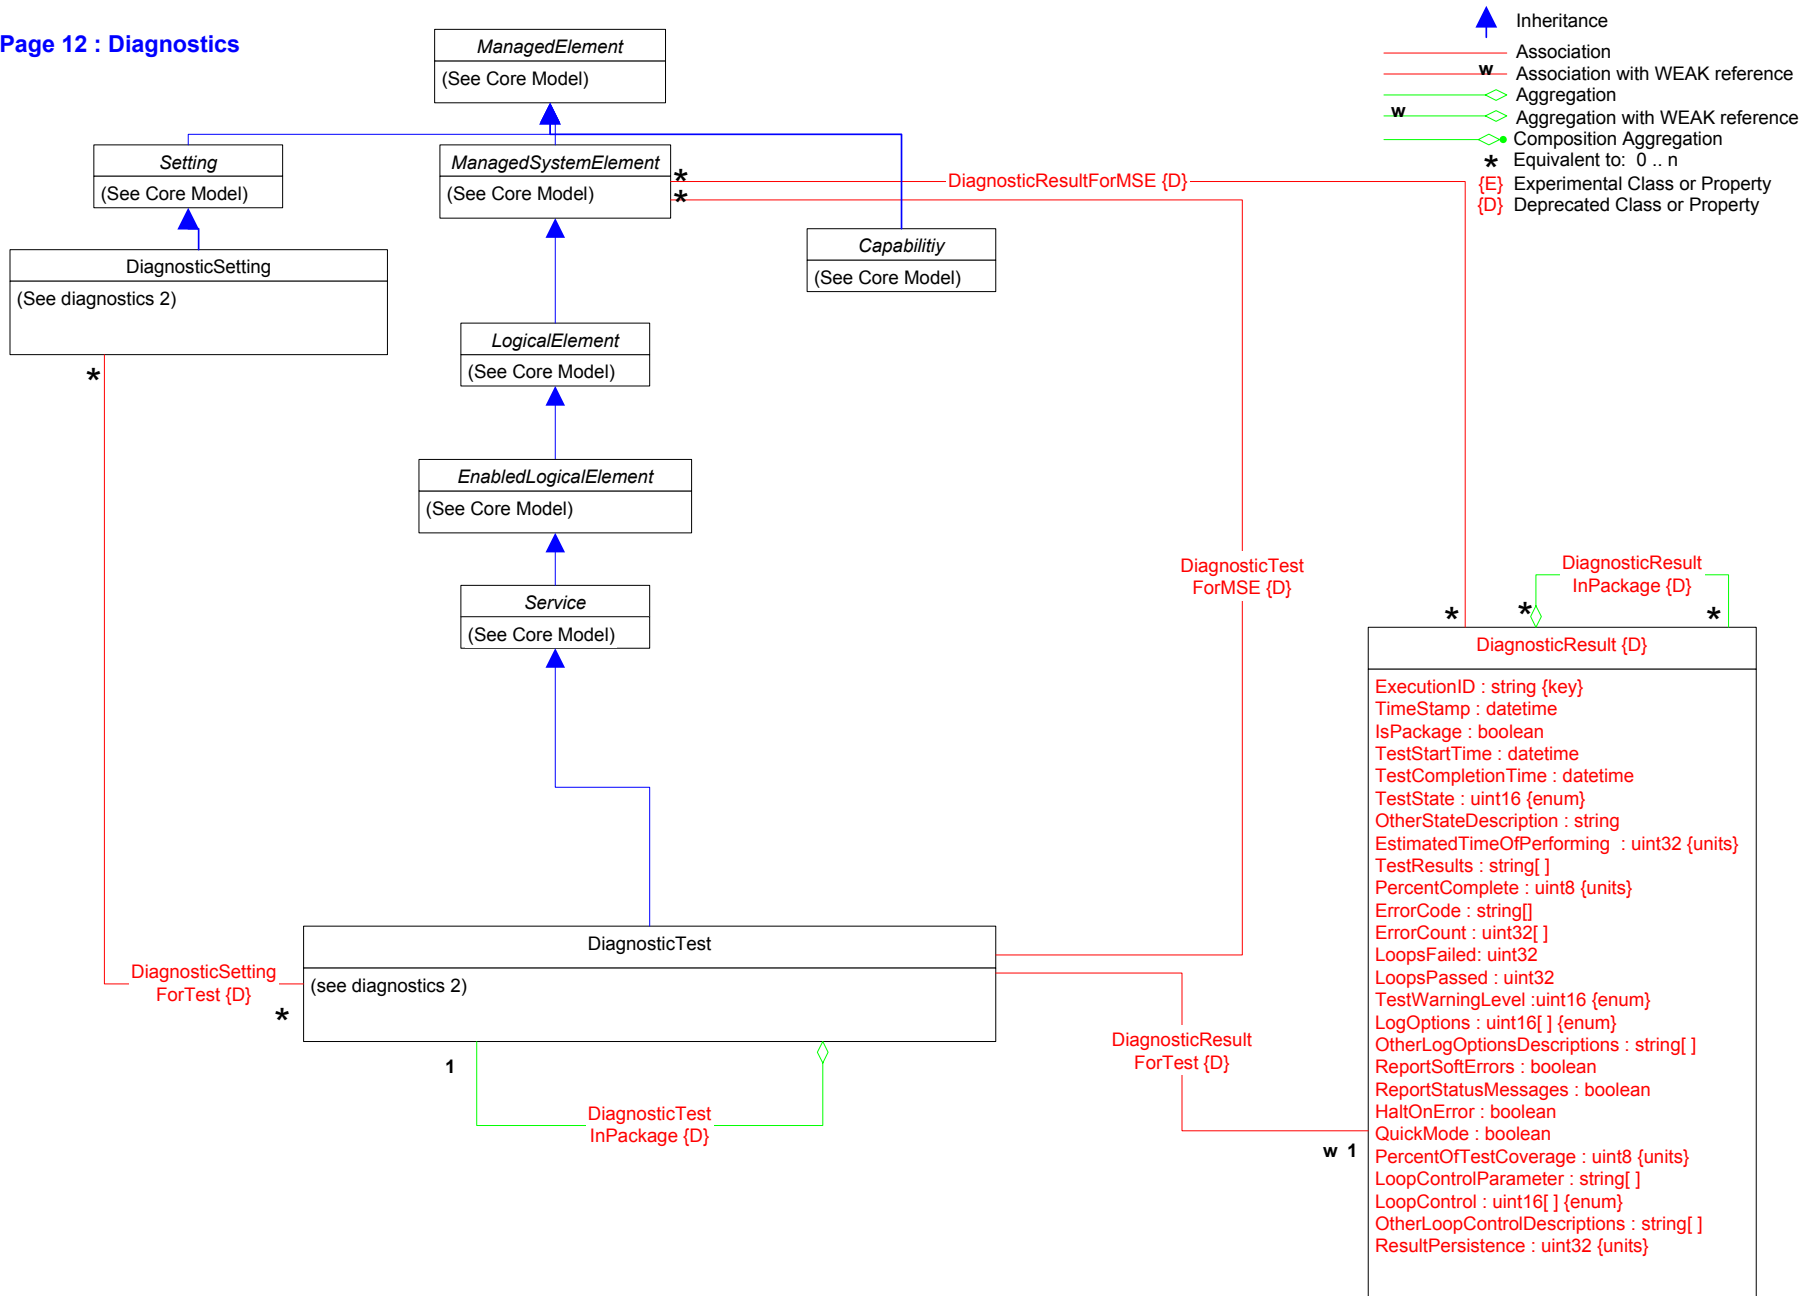 Page 12 : Diagnostics
Inheritance
Association
w Association with WEAK reference
Aggregation
w Aggregation with WEAK reference
Composition Aggregation
* Equivalent to: 0 .. n
{E} Experimental Class or Property
{D} Deprecated Class or Property
ManagedElement
(See Core Model)
Setting
(See Core Model)
ManagedSystemElement
(See Core Model)
*
*
DiagnosticResultForMSE {D}
Capabilitiy
(See Core Model)
DiagnosticSetting
(See diagnostics 2)
*
LogicalElement
(See Core Model)
EnabledLogicalElement
(See Core Model)
Service
(See Core Model)
DiagnosticTest
ForMSE {D}
DiagnosticResult
InPackage {D}
*
*
*
DiagnosticResult {D}
ExecutionID : string {key}
TimeStamp : datetime
IsPackage : boolean
TestStartTime : datetime
TestCompletionTime : datetime
TestState : uint16 {enum}
OtherStateDescription : string
EstimatedTimeOfPerforming : uint32 {units}
TestResults : string[ ]
PercentComplete : uint8 {units}
ErrorCode : string[]
ErrorCount : uint32[ ]
LoopsFailed: uint32
LoopsPassed : uint32
TestWarningLevel :uint16 {enum}
LogOptions : uint16[ ] {enum}
OtherLogOptionsDescriptions : string[ ]
ReportSoftErrors : boolean
ReportStatusMessages : boolean
HaltOnError : boolean
QuickMode : boolean
PercentOfTestCoverage : uint8 {units}
LoopControlParameter : string[ ]
LoopControl : uint16[ ] {enum}
OtherLoopControlDescriptions : string[ ]
ResultPersistence : uint32 {units}
DiagnosticTest
(see diagnostics 2)
DiagnosticSetting
ForTest {D}
*
1
DiagnosticTest
InPackage {D}
DiagnosticResult
ForTest {D}
w 1